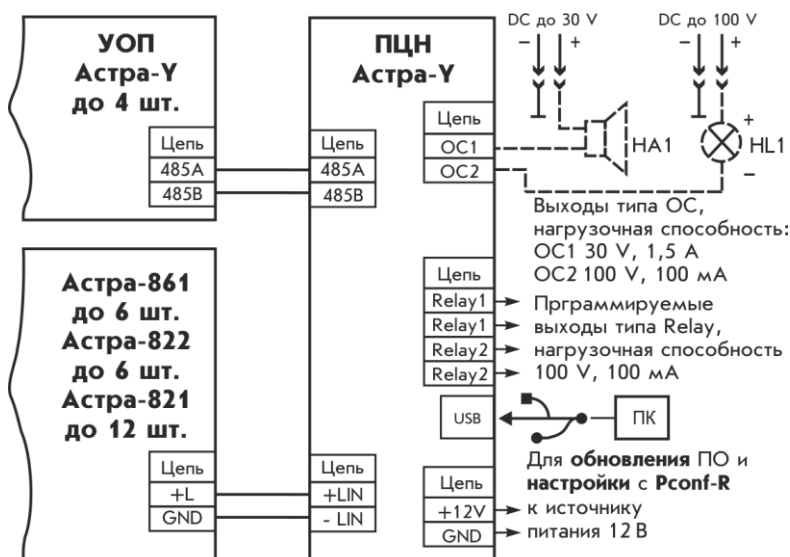 УОП
Астра-Y
до 4 шт.
Цепь
485A
485B
ПЦН
Астра-Y
Цепь
485A
485B
Цепь
OC1
OC2
DC до 30 V
– +
DC до 100 V
– +
HA1
+
HL1
–
Выходы типа ОС,
нагрузочная способность:
OC1 30 V, 1,5 А
OC2 100 V, 100 мА
Астра-861
до 6 шт.
Астра-822
до 6 шт.
Астра-821
до 12 шт.
Цепь
+L
GND
Цепь
+LIN
- LIN
Цепь
Relay1
Relay1
Relay2
Relay2
Прграммируемые
выходы типа Relay,
нагрузочная способность
100 V, 100 мА
USB
ПК
Для обновления ПО и
настройки с Pconf-R
Цепь
+12V
GND
к источнику
питания 12 В